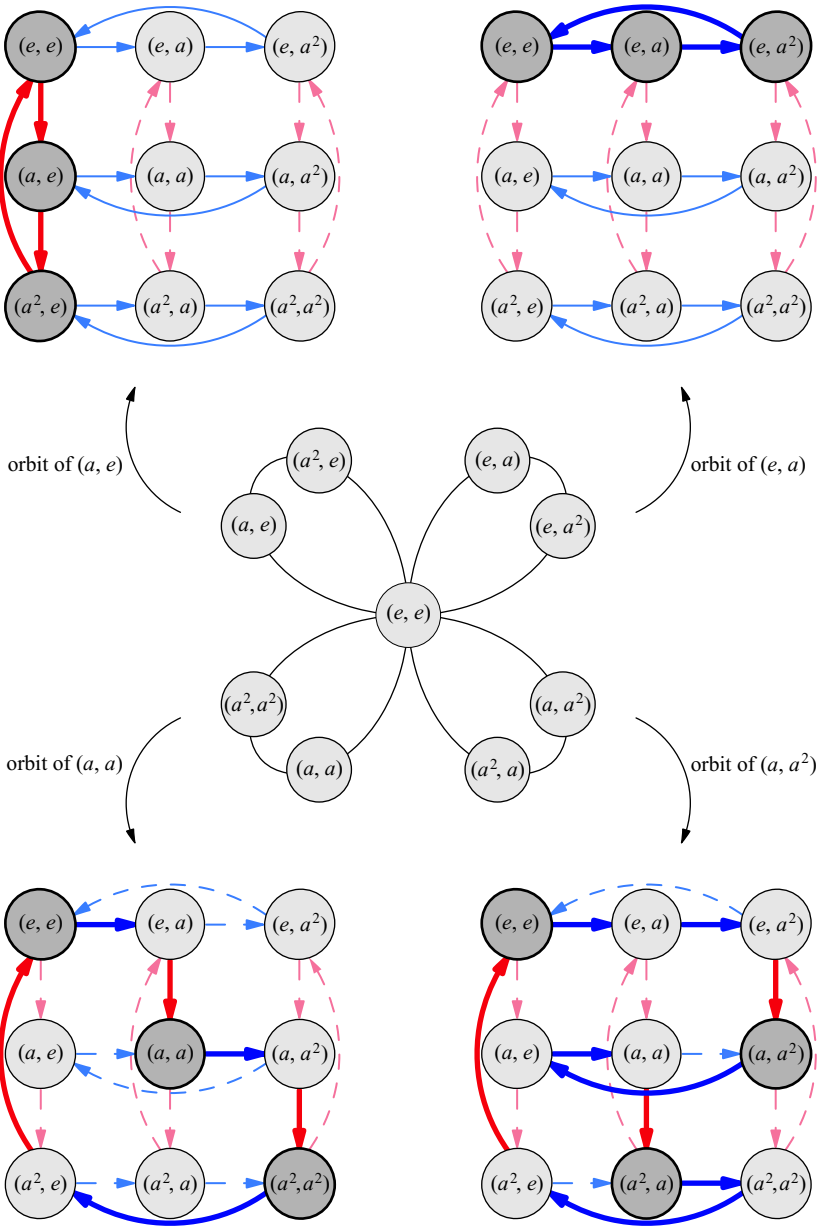 (e, e) (e, a) (e, a²) (e, e) (e, a) (e, a²)
(a, e) (a, a) (a, a²) (a, e) (a, a) (a, a²)
(a², e) (a², a) (a²,a²) (a², e) (a², a) (a²,a²)
(a², e) (e, a)
orbit of (a, e) orbit of (e, a)
(a, e) (e, a²)
(e, e)
(a²,a²) (a, a²)
orbit of (a, a) orbit of (a, a²)
(a, a) (a², a)
(e, e) (e, a) (e, a²) (e, e) (e, a) (e, a²)
(a, e) (a, a) (a, a²) (a, e) (a, a) (a, a²)
(a², e) (a², a) (a²,a²) (a², e) (a², a) (a²,a²)